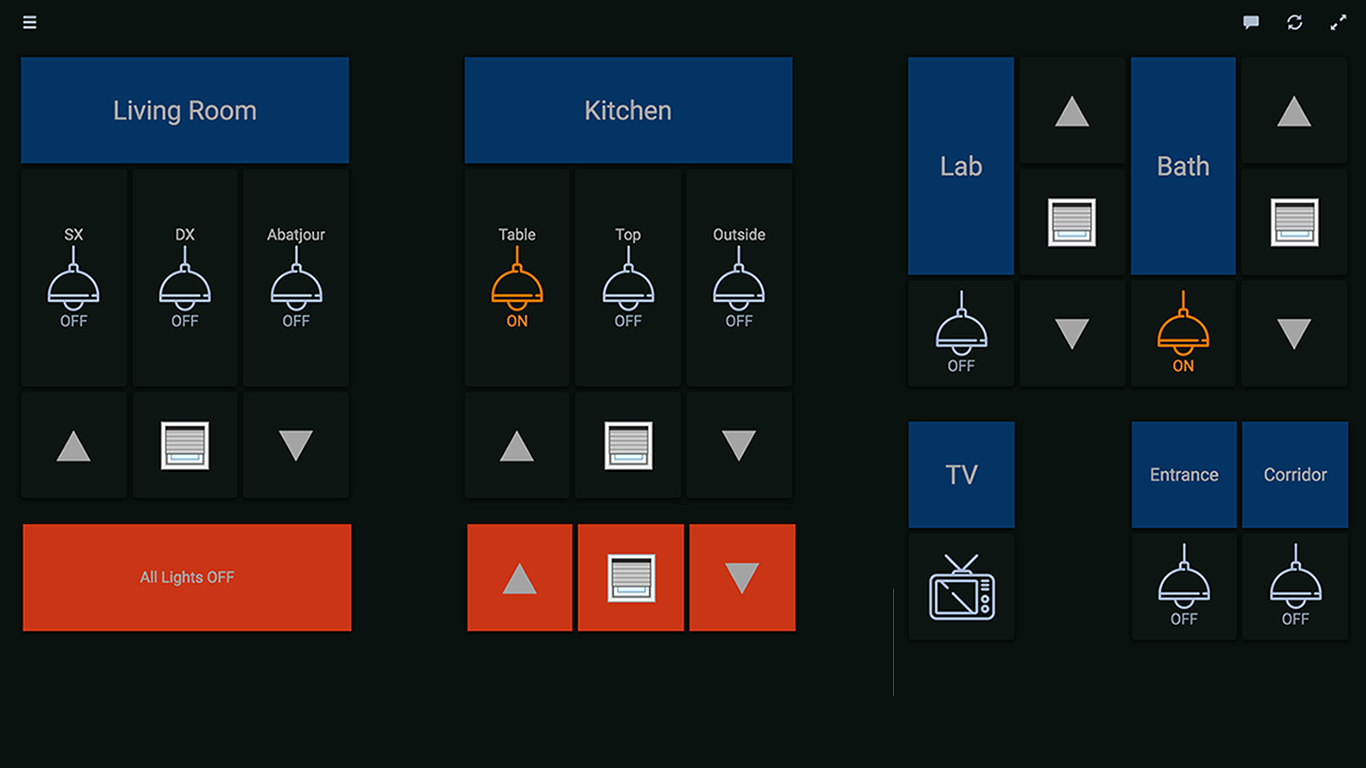 Living Room
SX
OFF
DX
OFF
Abatjour
OFF
All Lights OFF
Kitchen
Table
ON
Top
OFF
Outside
OFF
Lab
OFF
Bath
ON
TV
Entrance
OFF
Corridor
OFF